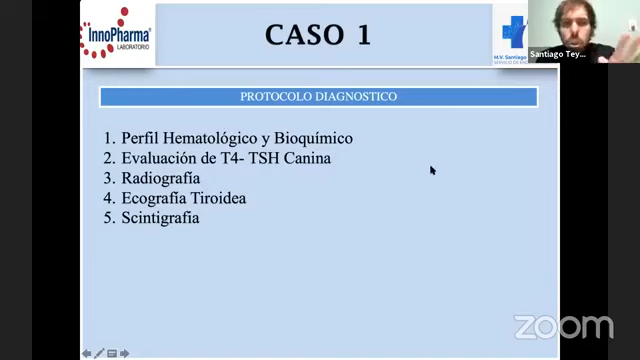 InnoPharma
LABORATORIO
CASO 1
M.V. Santiago
Santiago Tey...
PROTOCOLO DIAGNOSTICO
1. Perfil Hematológico y Bioquímico
2. Evaluación de T4- TSH Canina
3. Radiografía
4. Ecografía Tiroidea
5. Scintigrafía
zoom